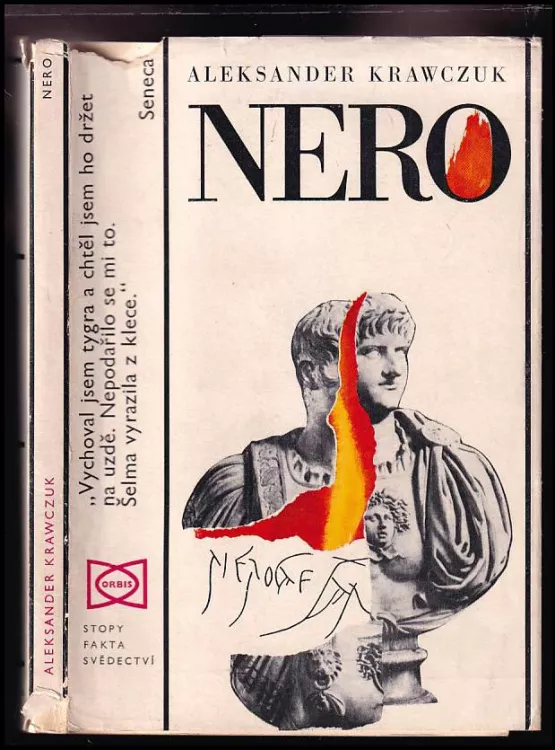 ALEKSANDER KRAWCZUK
NERO
„Vychoval jsem tygra a chtěl jsem ho držet
na uzdě. Nepodařilo se mi to.
Šelma vyrazila z klece.“
Seneca
ORBIS
STOPY
FAKTA
SVĚDECTVÍ
NERO
ALEKSANDER KRAWCZUK